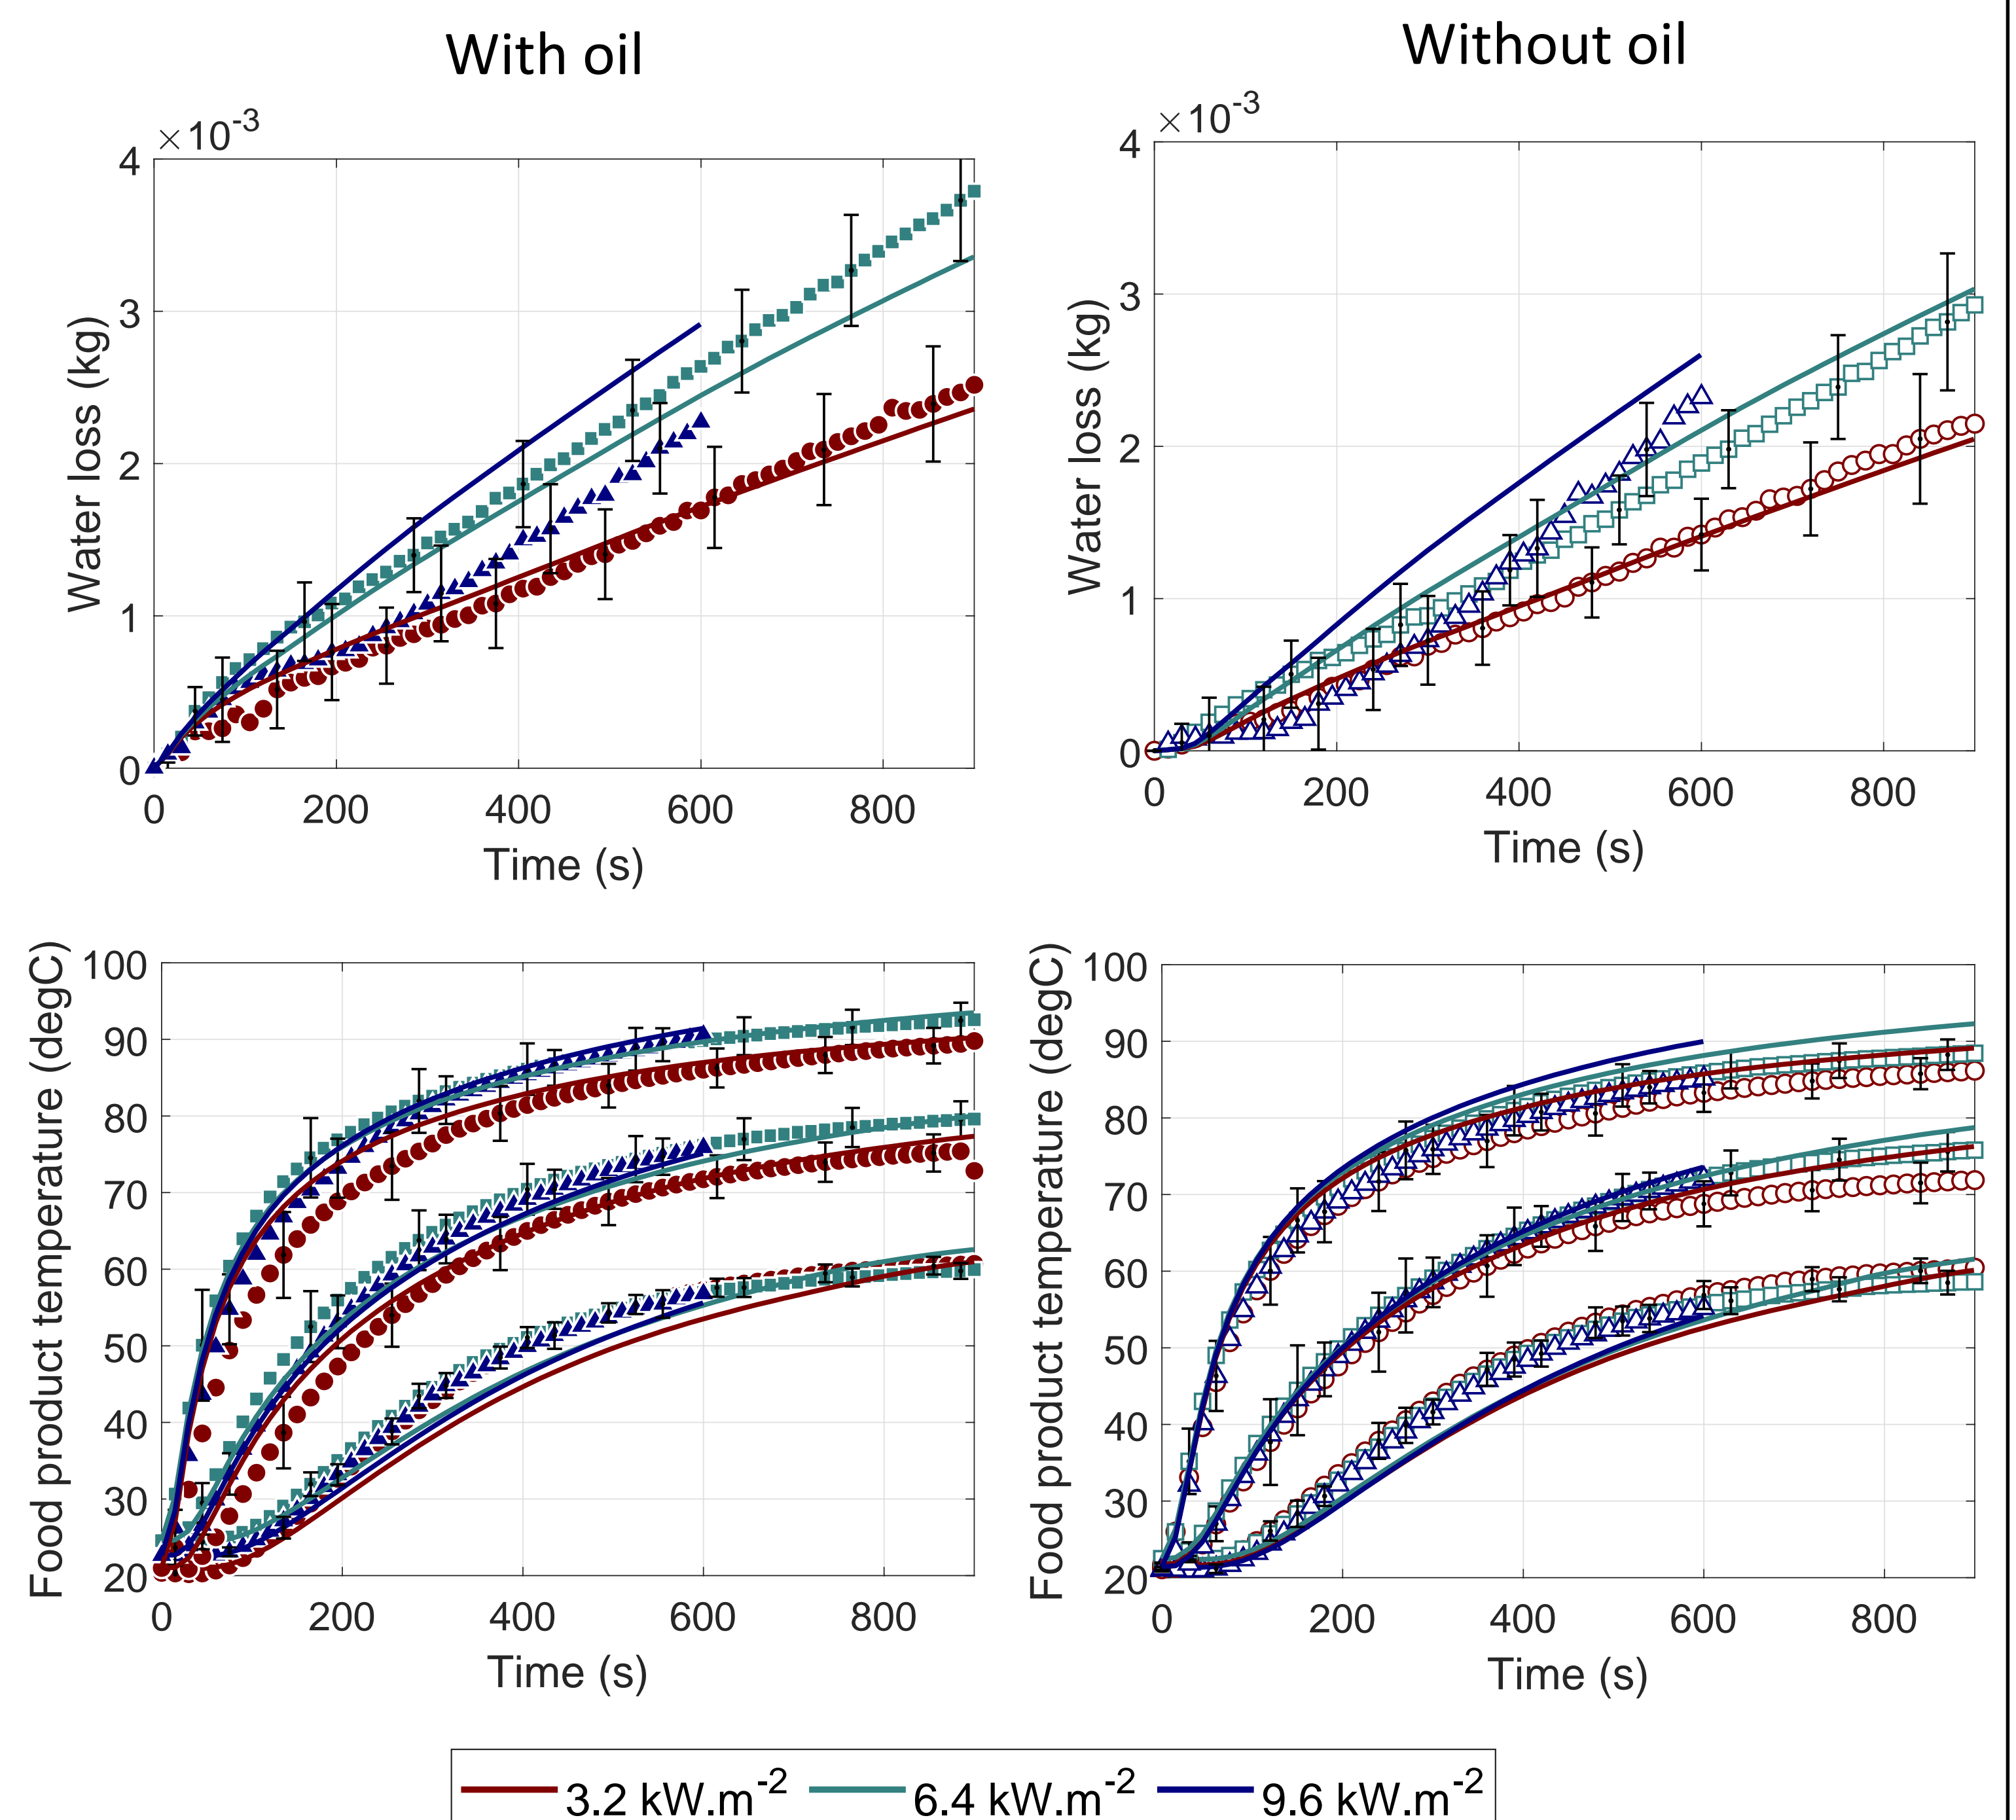 With oil
Without oil
×10-3
4
3
2
1
0
0 200 400 600 800
Water loss (kg)
Time (s)
×10-3
4
3
2
1
0
0 200 400 600 800
Water loss (kg)
Time (s)
100
90
80
70
60
50
40
30
20
0 200 400 600 800
Food product temperature (degC)
Time (s)
100
90
80
70
60
50
40
30
20
0 200 400 600 800
Food product temperature (degC)
Time (s)
3.2 kW.m-2 6.4 kW.m-2 9.6 kW.m-2